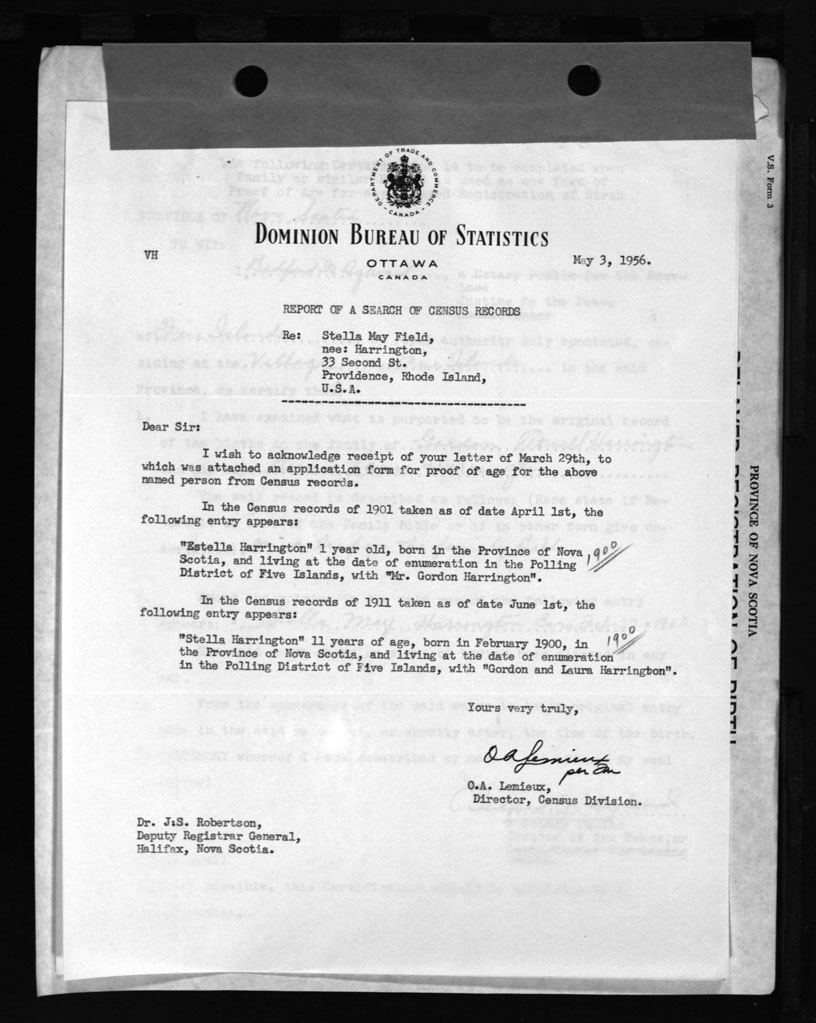 DEPARTMENT OF TRADE AND COMMERCE
- CANADA -
DOMINION BUREAU OF STATISTICS
VH
OTTAWA
CANADA
May 3, 1956.
REPORT OF A SEARCH OF CENSUS RECORDS
Re: Stella May Field,
nee: Harrington,
33 Second St.
Providence, Rhode Island,
U.S.A.
Dear Sir:
I wish to acknowledge receipt of your letter of March 29th, to
which was attached an application form for proof of age for the above
named person from Census records.
In the Census records of 1901 taken as of date April 1st, the
following entry appears:
"Estella Harrington" 1 year old, born in the Province of Nova 1900
Scotia, and living at the date of enumeration in the Polling
District of Five Islands, with "Mr. Gordon Harrington".
In the Census records of 1911 taken as of date June 1st, the
following entry appears:
"Stella Harrington" 11 years of age, born in February 1900, in 1900
the Province of Nova Scotia, and living at the date of enumeration
in the Polling District of Five Islands, with "Gordon and Laura Harrington".
Yours very truly,
O A Lemieux
per
O.A. Lemieux,
Director, Census Division.
Dr. J.S. Robertson,
Deputy Registrar General,
Halifax, Nova Scotia.
V.S. Form 3
PROVINCE OF NOVA SCOTIA